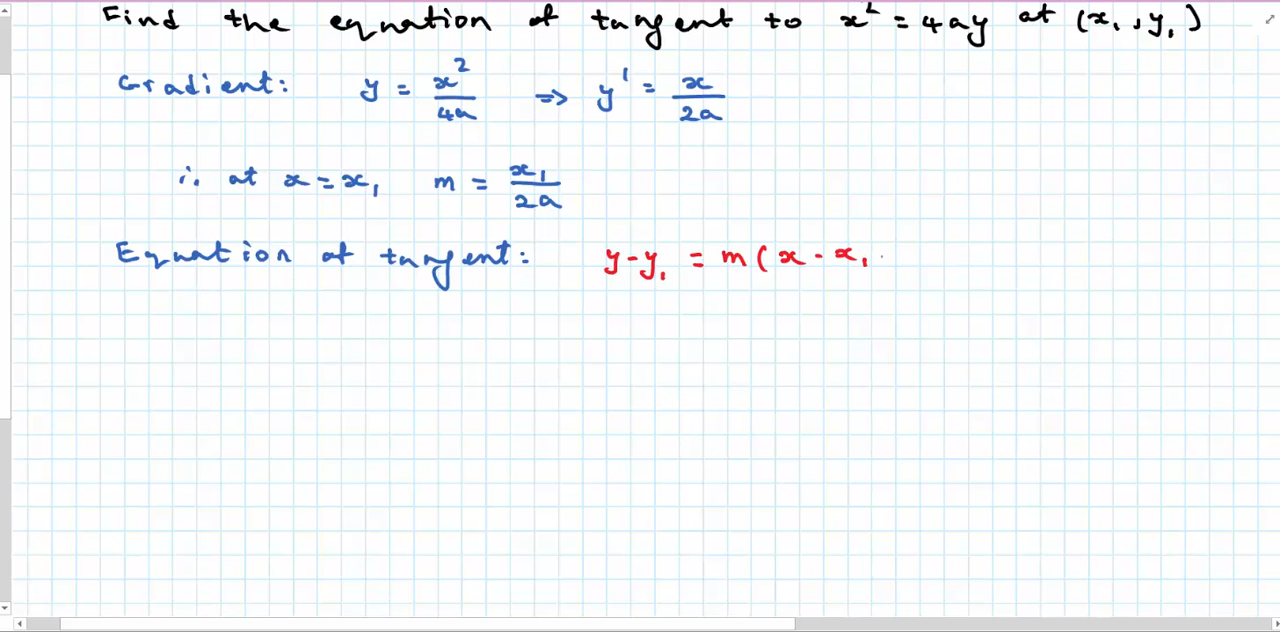 Find the equation of tangent to x² = 4ay at (x₁, y₁)
Gradient: y = x²/4a ⇒ y' = x/2a
∴ at x = x₁ m = x₁/2a
Equation of tangent: y - y₁ = m(x - x₁